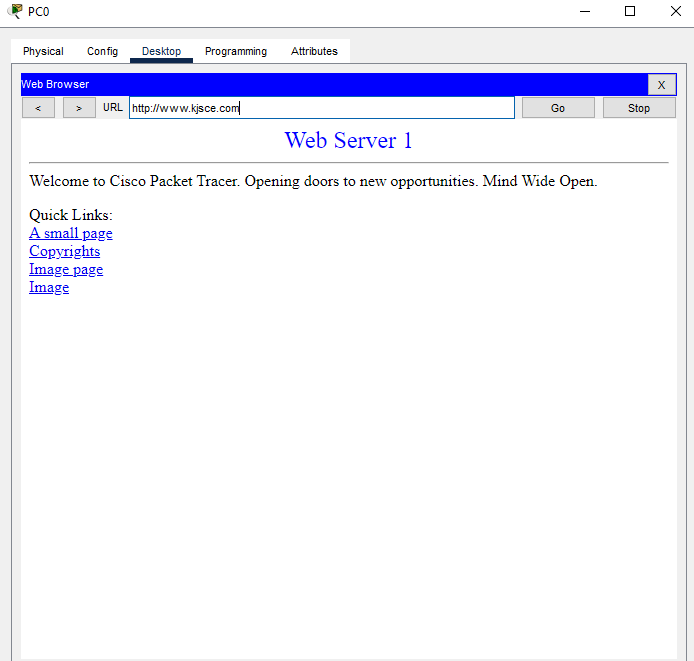 PC0
Physical Config Desktop Programming Attributes
Web Browser X
< > URL http://www.kjsce.com Go Stop
Web Server 1
Welcome to Cisco Packet Tracer. Opening doors to new opportunities. Mind Wide Open.
Quick Links:
A small page
Copyrights
Image page
Image